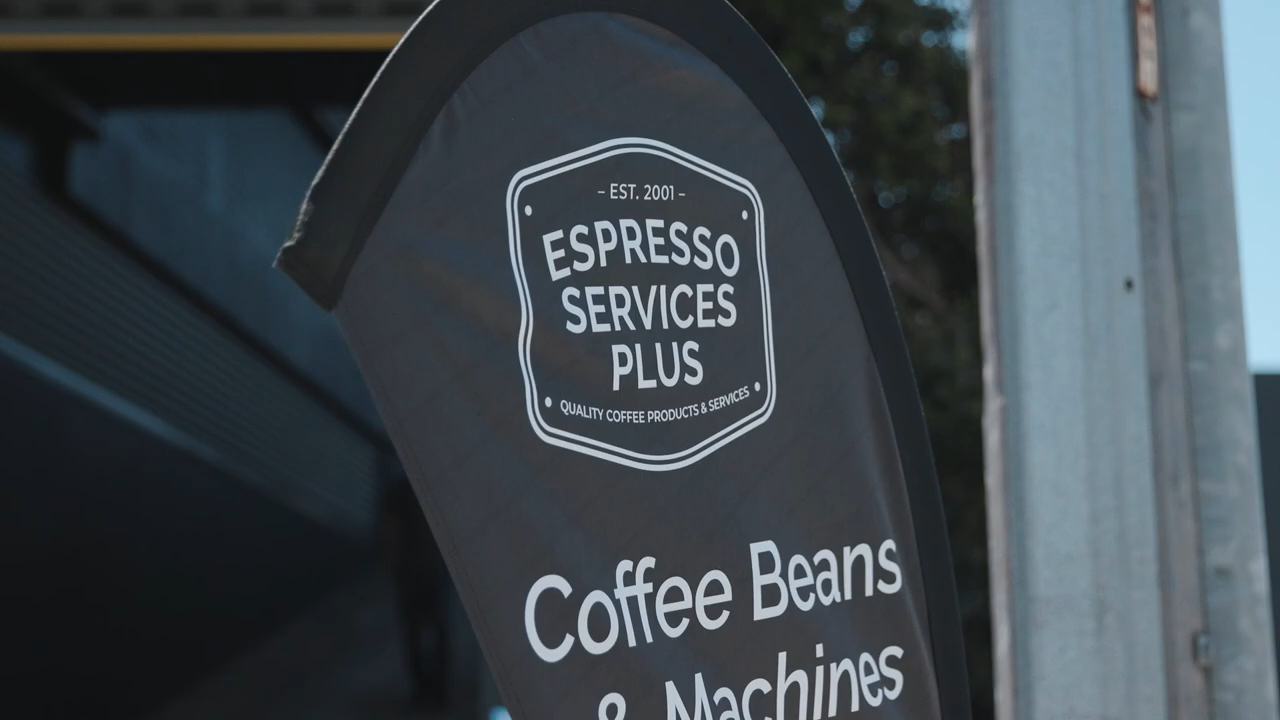 – EST. 2001 –
ESPRESSO
SERVICES
PLUS
QUALITY COFFEE PRODUCTS & SERVICES
Coffee Beans
& Machines